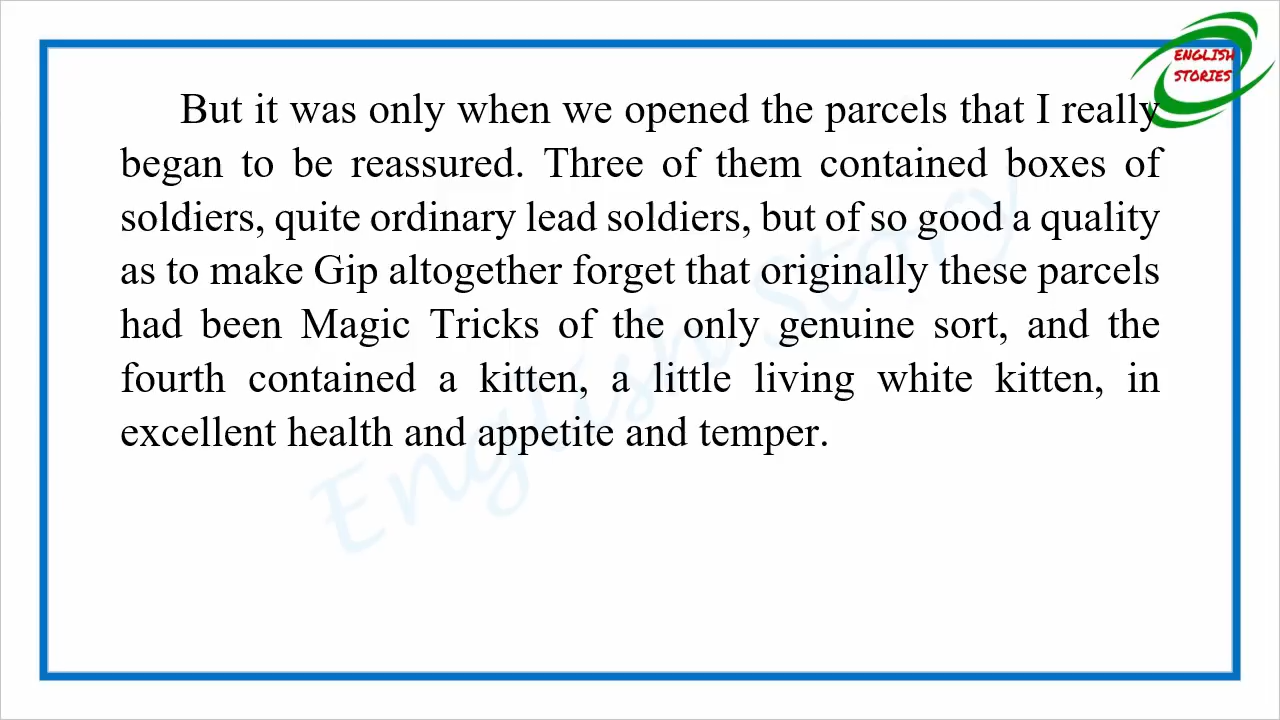 ENGLISH
STORIES
But it was only when we opened the parcels that I really
began to be reassured. Three of them contained boxes of
soldiers, quite ordinary lead soldiers, but of so good a quality
as to make Gip altogether forget that originally these parcels
had been Magic Tricks of the only genuine sort, and the
fourth contained a kitten, a little living white kitten, in
excellent health and appetite and temper.
English Story